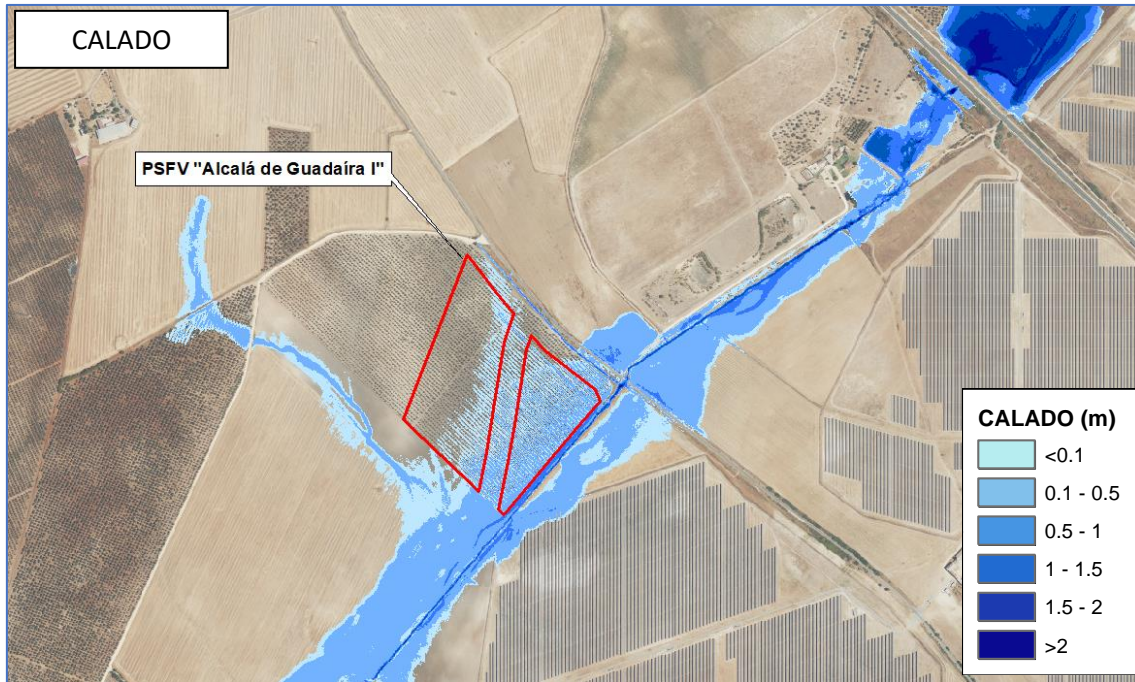 CALADO
PSFV "Alcalá de Guadaíra I"
CALADO (m)
<0.1
0.1 - 0.5
0.5 - 1
1 - 1.5
1.5 - 2
>2